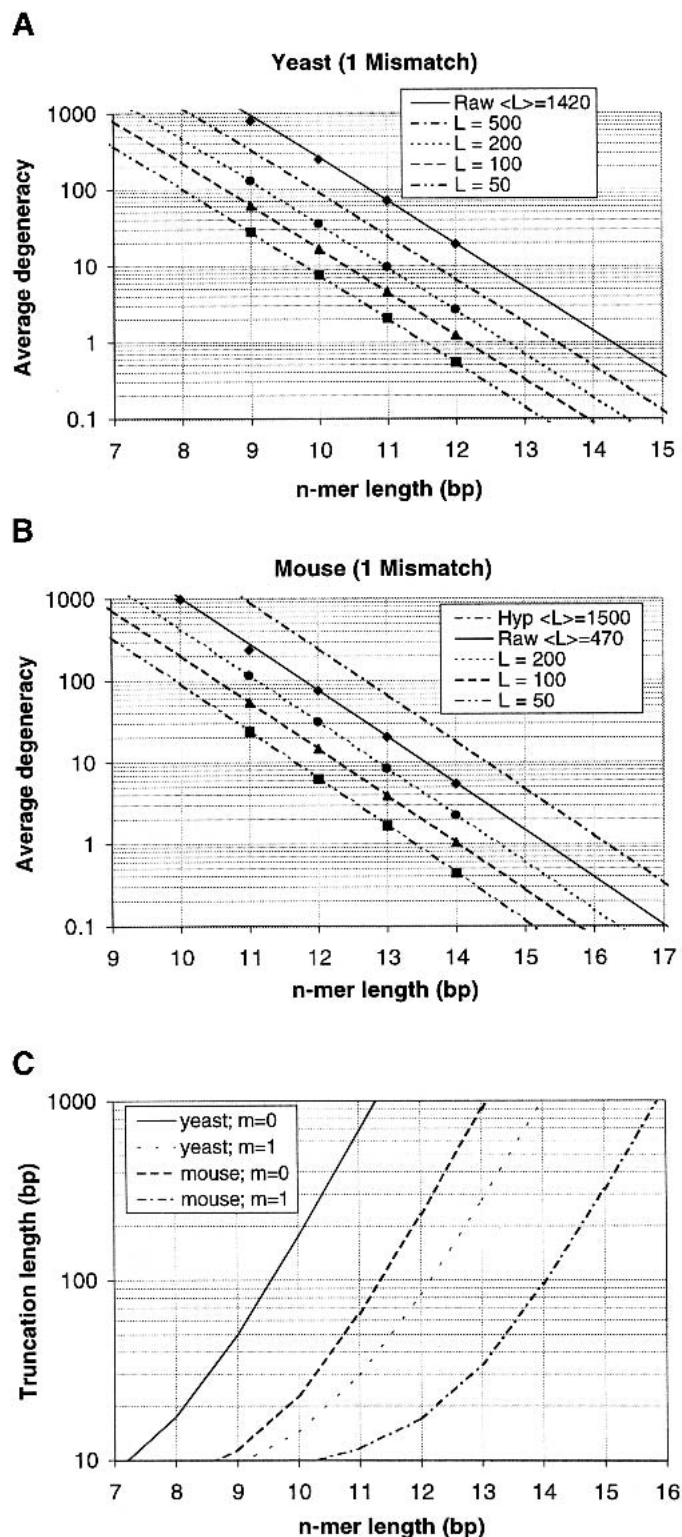 A
Yeast (1 Mismatch)
Raw <L>=1420
L = 500
L = 200
L = 100
L = 50
1000
100
10
1
0.1
Average degeneracy
7 8 9 10 11 12 13 14 15
n-mer length (bp)
B
Mouse (1 Mismatch)
Hyp <L>=1500
Raw <L>=470
L = 200
L = 100
L = 50
1000
100
10
1
0.1
Average degeneracy
9 10 11 12 13 14 15 16 17
n-mer length (bp)
C
yeast; m=0
yeast; m=1
mouse; m=0
mouse; m=1
1000
100
10
Truncation length (bp)
7 8 9 10 11 12 13 14 15 16
n-mer length (bp)